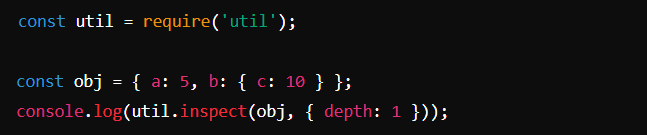 const util = require('util');
const obj = { a: 5, b: { c: 10 } };
console.log(util.inspect(obj, { depth: 1 }));